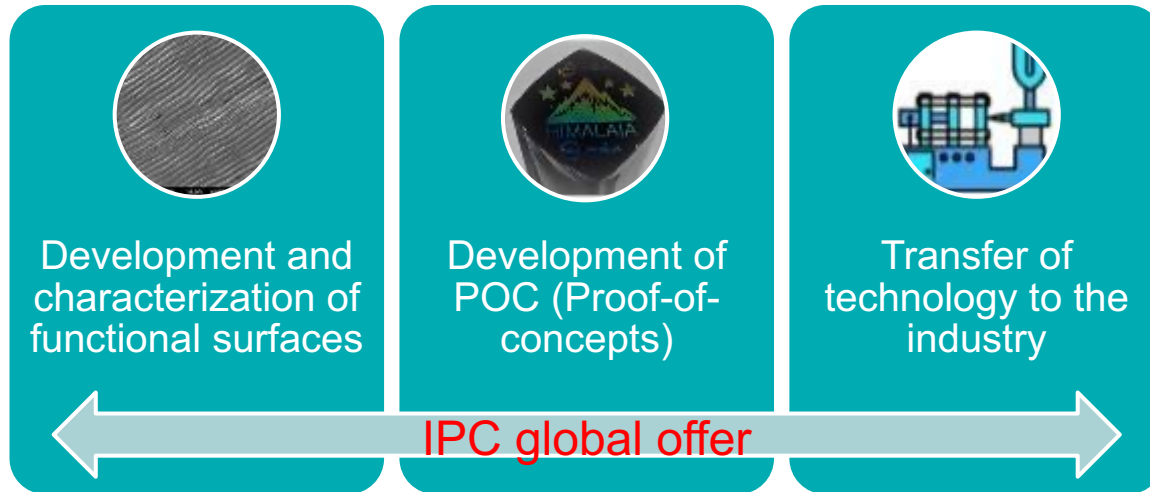 HIMALAIA
Development and
characterization of
functional surfaces
Development of
POC (Proof-of-
concepts)
Transfer of
technology to the
industry
IPC global offer